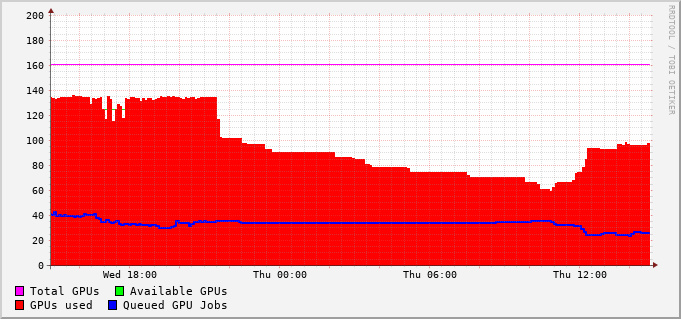 200
180
160
140
120
100
80
60
40
20
0
Wed 18:00 Thu 00:00 Thu 06:00 Thu 12:00
Total GPUs Available GPUs
GPUs used Queued GPU Jobs
RRDTOOL / TOBI OETIKER